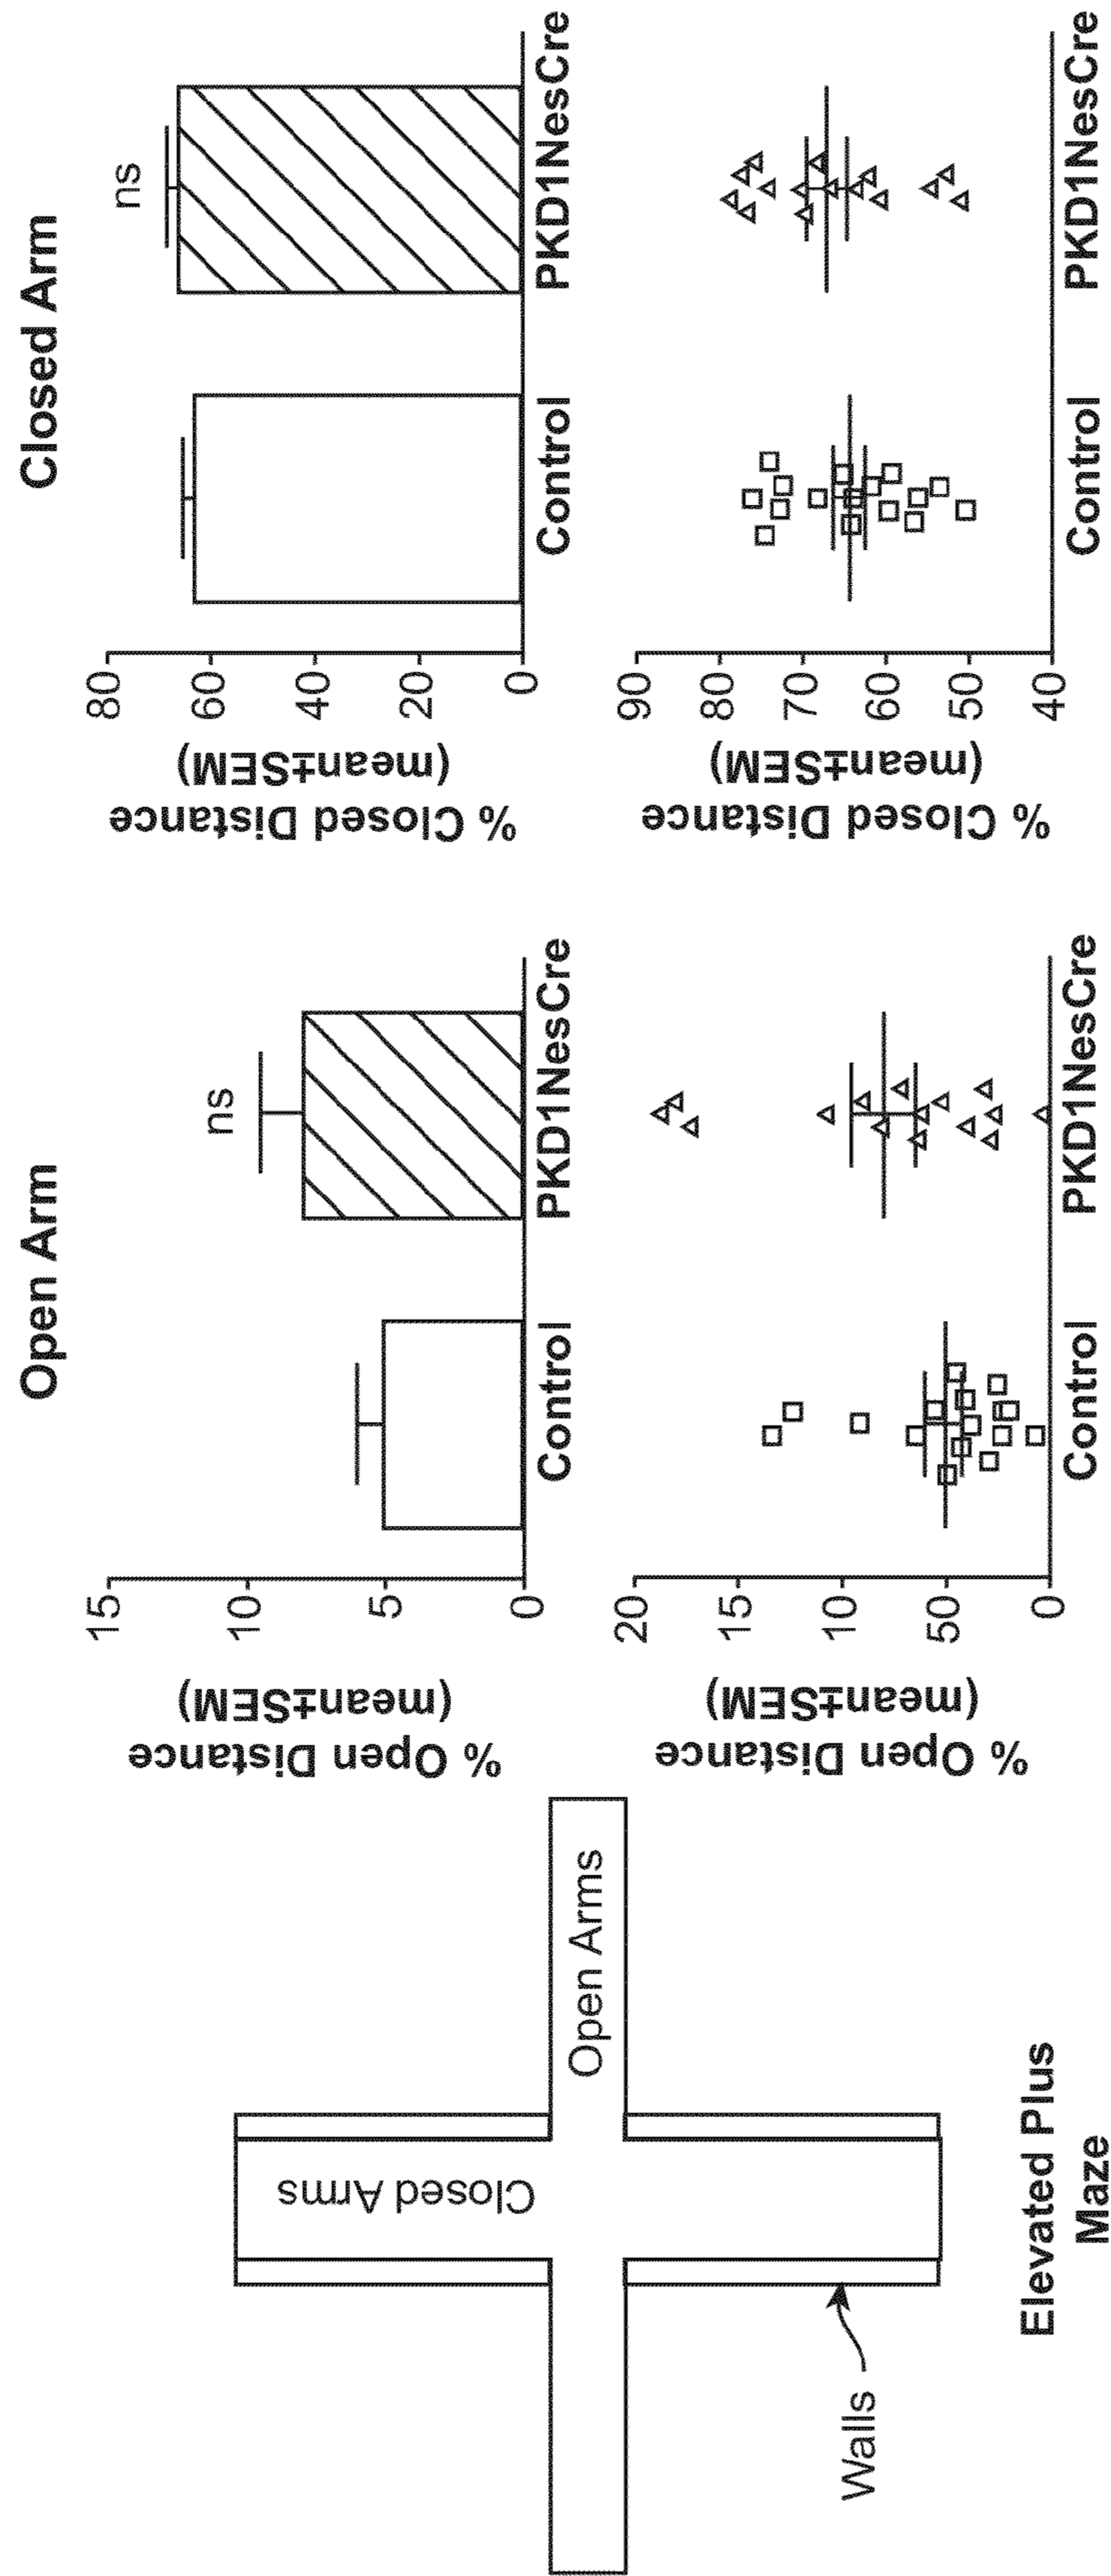 Closed Arms
Open Arms
Walls
Elevated Plus
Maze
Open Arm
% Open Distance
(mean±SEM)
15
10
5
0
ns
Control
PKD1NesCre
% Open Distance
(mean±SEM)
20
15
10
50
0
Control
PKD1NesCre
Closed Arm
% Closed Distance
(mean±SEM)
80
60
40
20
0
ns
Control
PKD1NesCre
% Closed Distance
(mean±SEM)
90
80
70
60
50
40
Control
PKD1NesCre